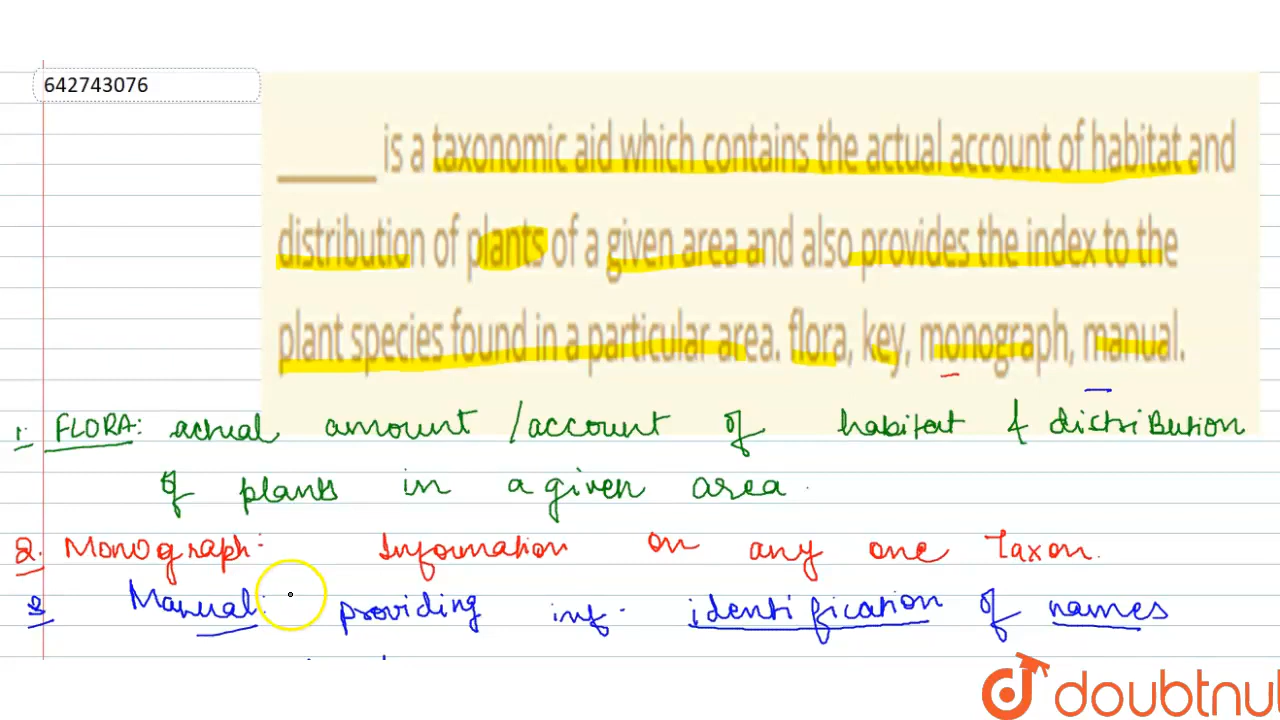 642743076
_______ is a taxonomic aid which contains the actual account of habitat and
distribution of plants of a given area and also provides the index to the
plant species found in a particular area. flora, key, monograph, manual.
1. FLORA: actual amount /account of habitat & distribution
of plants in a given area.
2. Monograph: Information on any one Taxon.
3 Manual: providing inf. identification of names
doubtnut